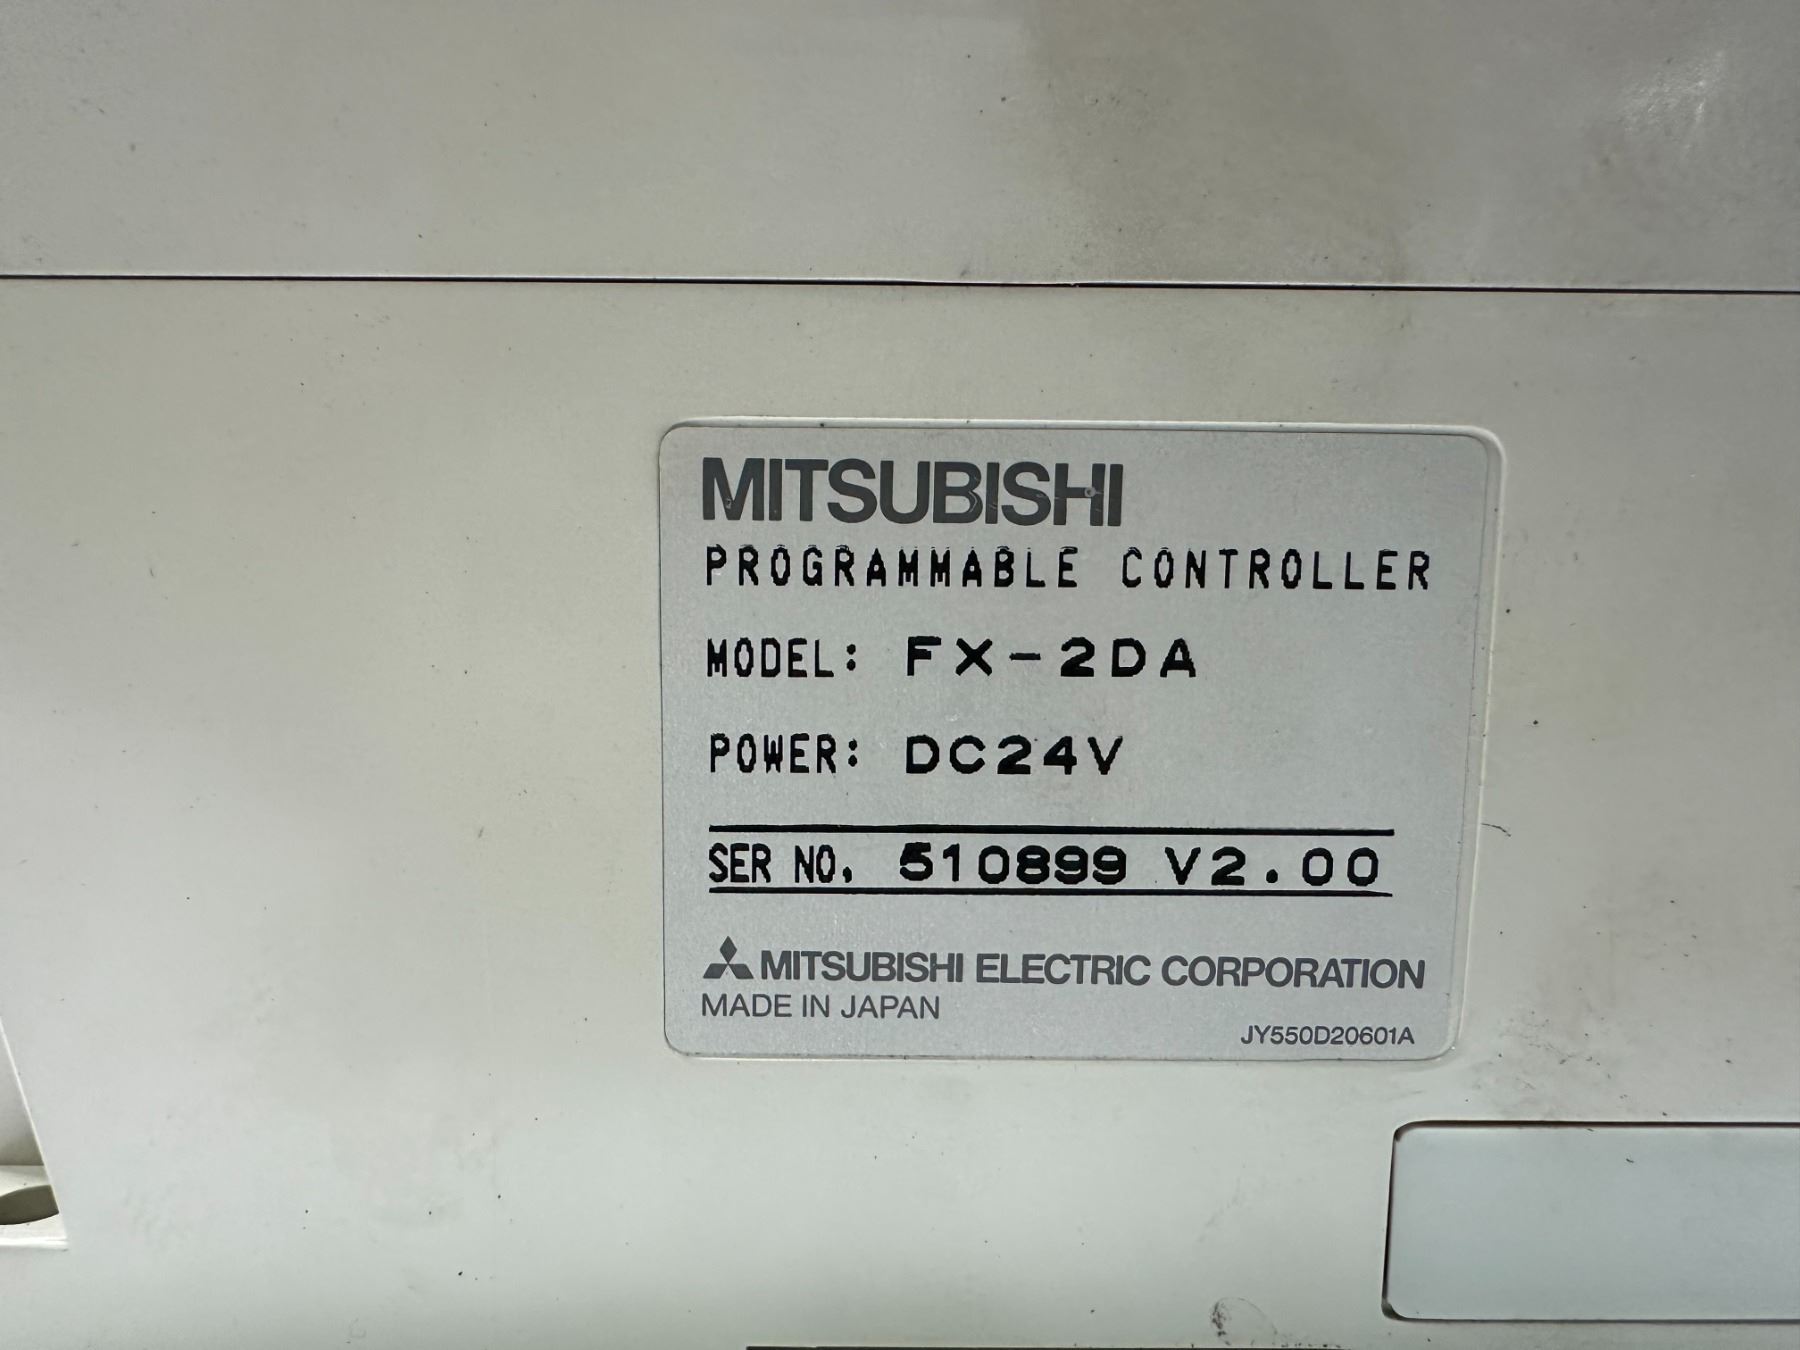 MITSUBISHI
PROGRAMMABLE CONTROLLER
MODEL: FX-2DA
POWER: DC24V
SER NO. 510899 V2.00
MITSUBISHI ELECTRIC CORPORATION
MADE IN JAPAN
JY550D20601A